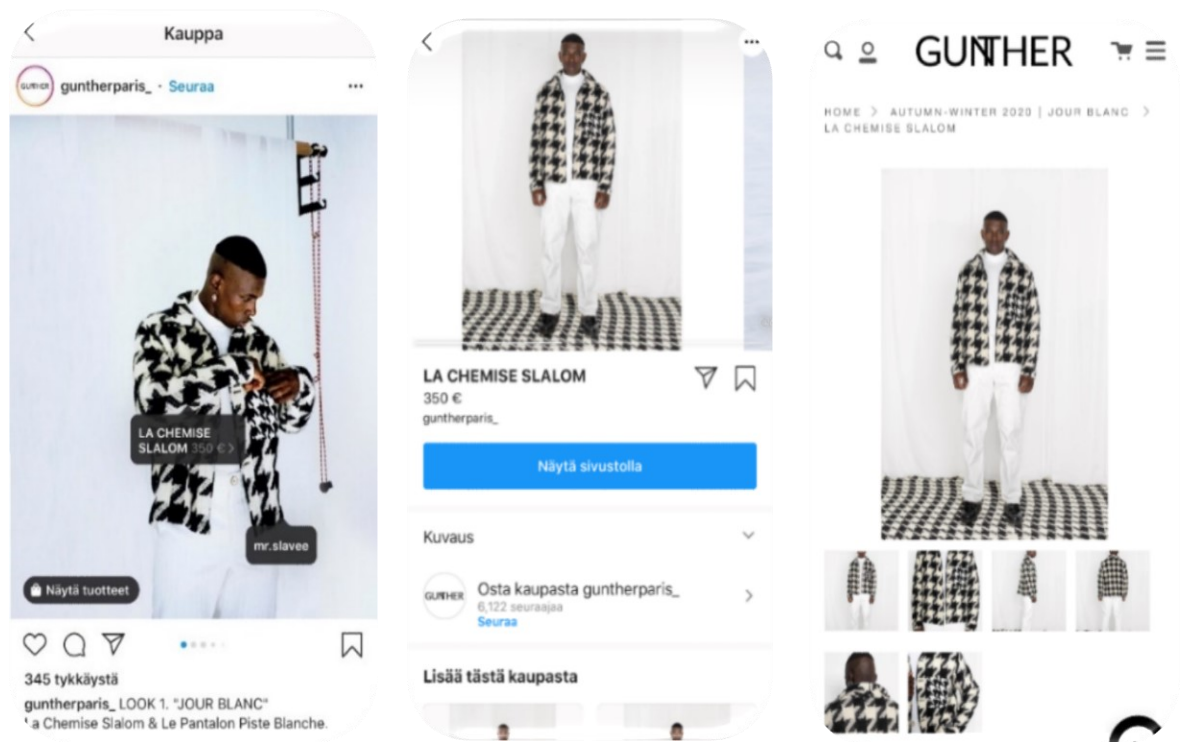 Kauppa
GUNTHER
guntherparis_ · Seuraa
LA CHEMISE
SLALOM 350 € >
mr.slavee
Näytä tuotteet
345 tykkäystä
guntherparis_ LOOK 1. "JOUR BLANC"
La Chemise Slalom & Le Pantalon Piste Blanche.
LA CHEMISE SLALOM
350 €
guntherparis_
Näytä sivustolla
Kuvaus
GUNTHER
Osta kaupasta guntherparis_
6,122 seuraajaa
Seuraa
Lisää tästä kaupasta
GUNTHER
HOME > AUTUMN-WINTER 2020 | JOUR BLANC >
LA CHEMISE SLALOM